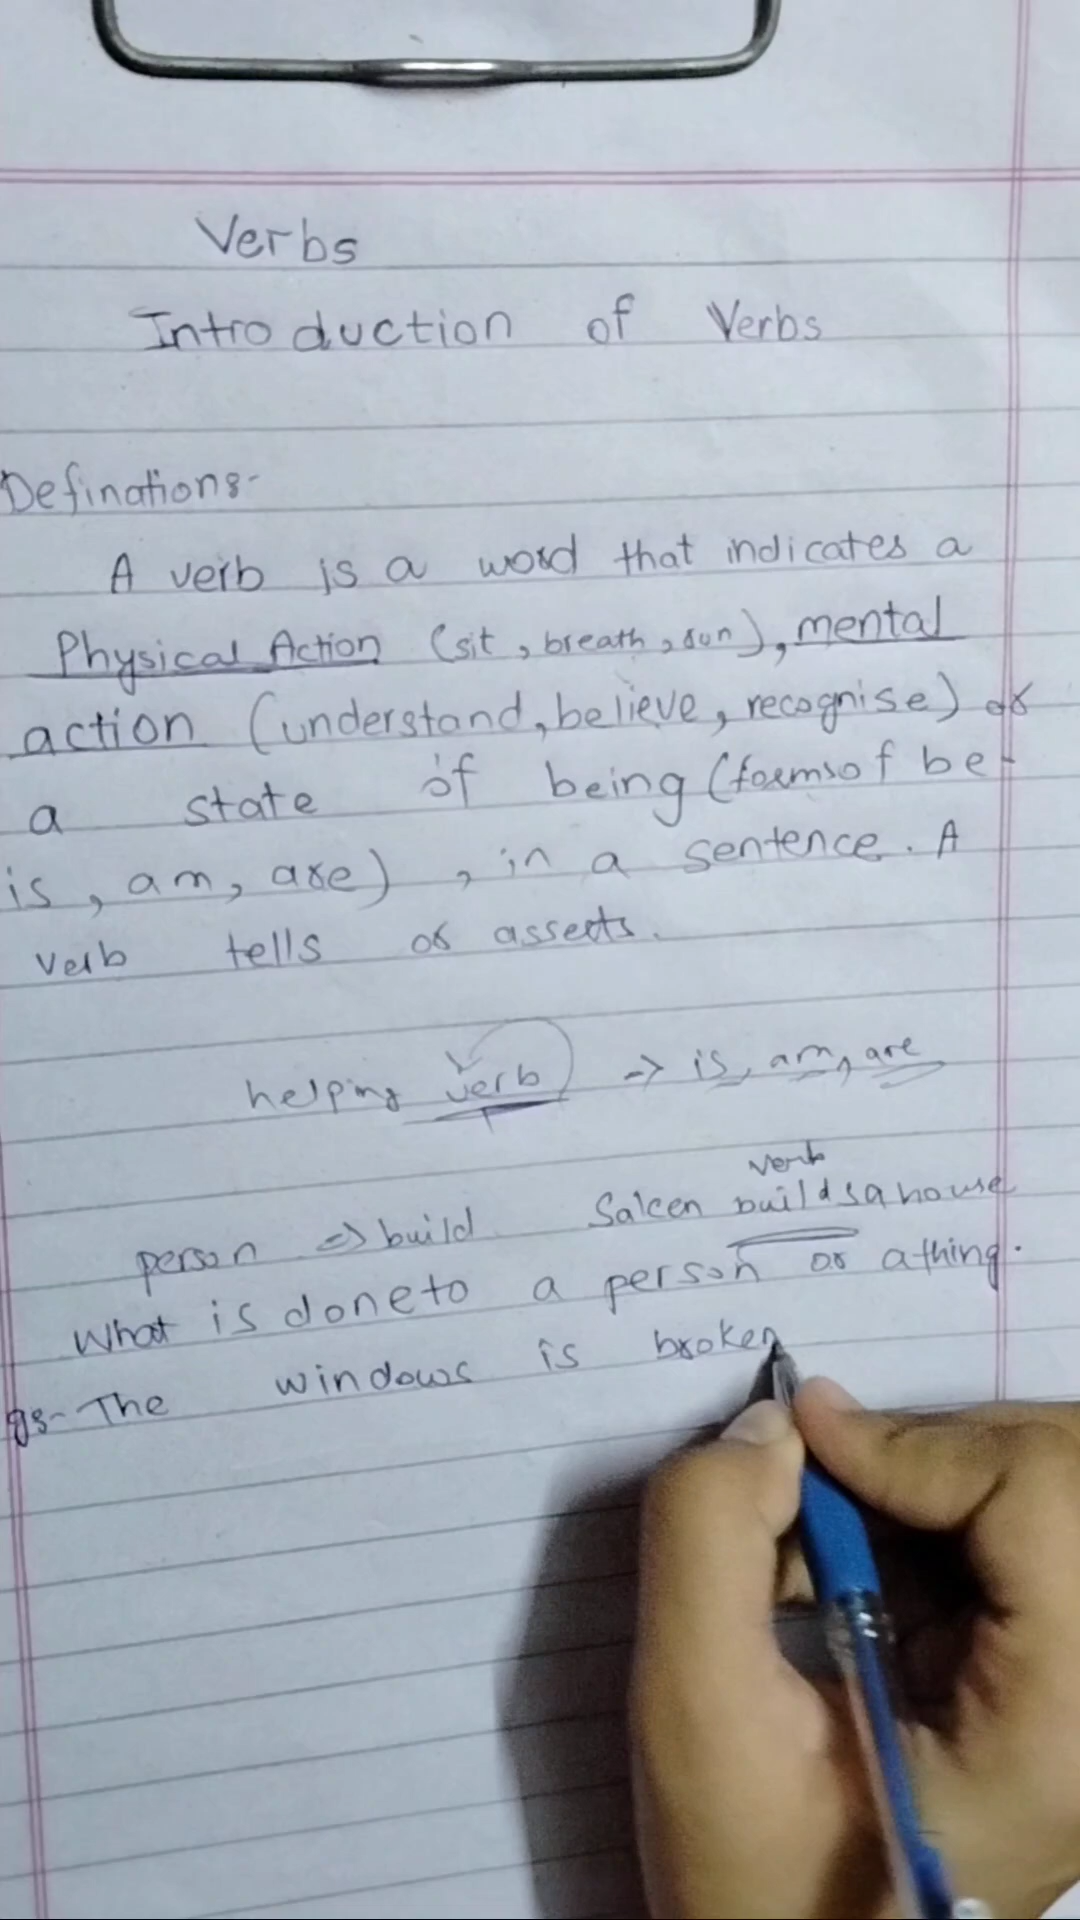 Verbs
Introduction of Verbs
Definations-
A verb is a word that indicates a
Physical Action (sit, breath, run), mental
action (understand, believe, recognise) or
a state of being (forms of be-
is, am, are), in a sentence. A
verb tells or asserts.
helping verb -> is, am, are
verb
person => build Saleen builds a house
What is done to a person or a thing.
gs- The windows is broken